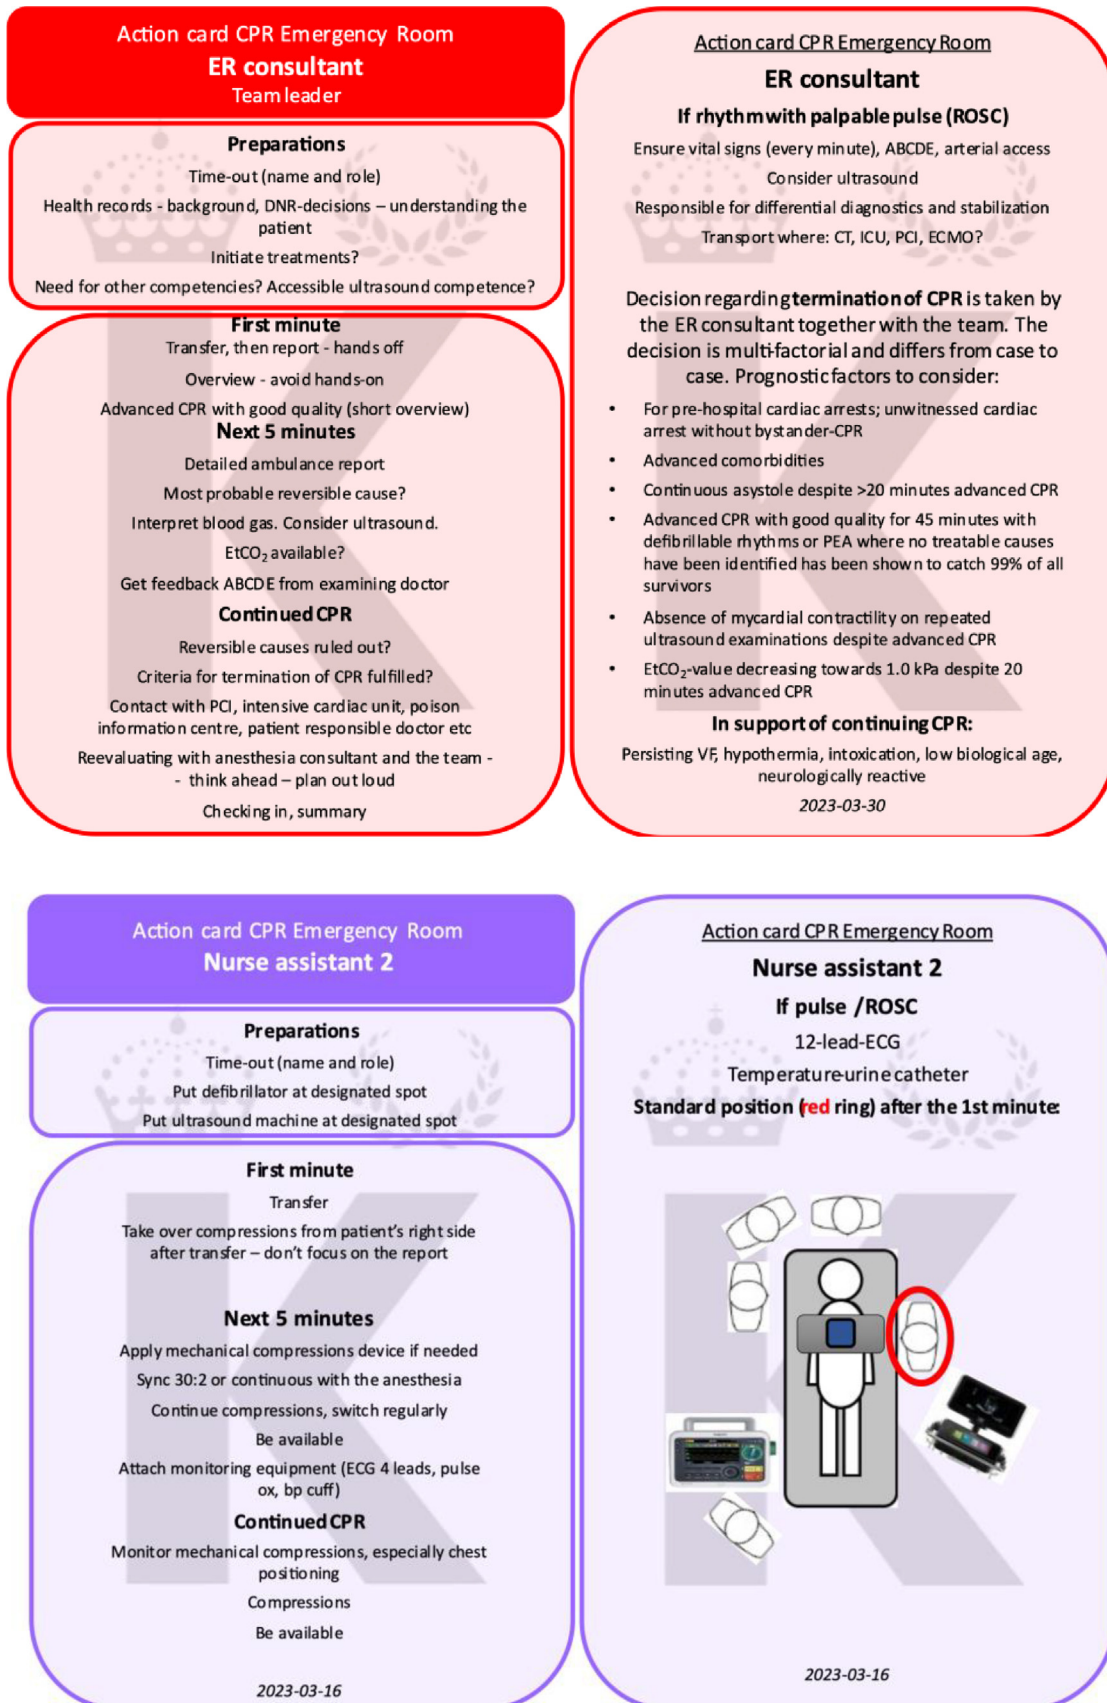 Action card CPR Emergency Room
ER consultant
Team leader
Preparations
Time-out (name and role)
Health records - background, DNR-decisions – understanding the
patient
Initiate treatments?
Need for other competencies? Accessible ultrasound competence?
First minute
Transfer, then report - hands off
Overview - avoid hands-on
Advanced CPR with good quality (short overview)
Next 5 minutes
Detailed ambulance report
Most probable reversible cause?
Interpret blood gas. Consider ultrasound.
EtCO₂ available?
Get feedback ABCDE from examining doctor
Continued CPR
Reversible causes ruled out?
Criteria for termination of CPR fulfilled?
Contact with PCI, intensive cardiac unit, poison
information centre, patient responsible doctor etc
Reevaluating with anesthesia consultant and the team -
- think ahead – plan out loud
Checking in, summary
Action card CPR Emergency Room
ER consultant
If rhythm with palpable pulse (ROSC)
Ensure vital signs (every minute), ABCDE, arterial access
Consider ultrasound
Responsible for differential diagnostics and stabilization
Transport where: CT, ICU, PCI, ECMO?
Decision regarding termination of CPR is taken by
the ER consultant together with the team. The
decision is multi-factorial and differs from case to
case. Prognostic factors to consider:
• For pre-hospital cardiac arrests; unwitnessed cardiac
arrest without bystander-CPR
• Advanced comorbidities
• Continuous asystole despite >20 minutes advanced CPR
• Advanced CPR with good quality for 45 minutes with
defibrillable rhythms or PEA where no treatable causes
have been identified has been shown to catch 99% of all
survivors
• Absence of mycardial contractility on repeated
ultrasound examinations despite advanced CPR
• EtCO₂-value decreasing towards 1.0 kPa despite 20
minutes advanced CPR
In support of continuing CPR:
Persisting VF, hypothermia, intoxication, low biological age,
neurologically reactive
2023-03-30
Action card CPR Emergency Room
Nurse assistant 2
Preparations
Time-out (name and role)
Put defibrillator at designated spot
Put ultrasound machine at designated spot
First minute
Transfer
Take over compressions from patient's right side
after transfer – don't focus on the report
Next 5 minutes
Apply mechanical compressions device if needed
Sync 30:2 or continuous with the anesthesia
Continue compressions, switch regularly
Be available
Attach monitoring equipment (ECG 4 leads, pulse
ox, bp cuff)
Continued CPR
Monitor mechanical compressions, especially chest
positioning
Compressions
Be available
2023-03-16
Action card CPR Emergency Room
Nurse assistant 2
If pulse /ROSC
12-lead-ECG
Temperature-urine catheter
Standard position (red ring) after the 1st minute:
2023-03-16